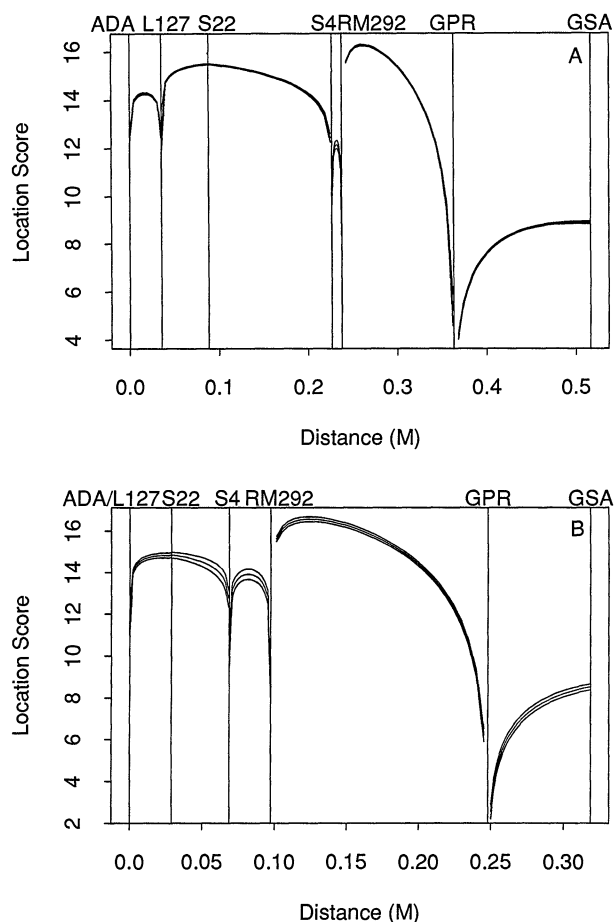 ADA L127 S22 S4RM292 GPR GSA
A
16
14
12
10
8
6
4
Location Score
0.0 0.1 0.2 0.3 0.4 0.5
Distance (M)
ADA/L127S22 S4 RM292 GPR GSA
B
16
14
12
10
8
6
4
2
Location Score
0.0 0.05 0.10 0.15 0.20 0.25 0.30
Distance (M)